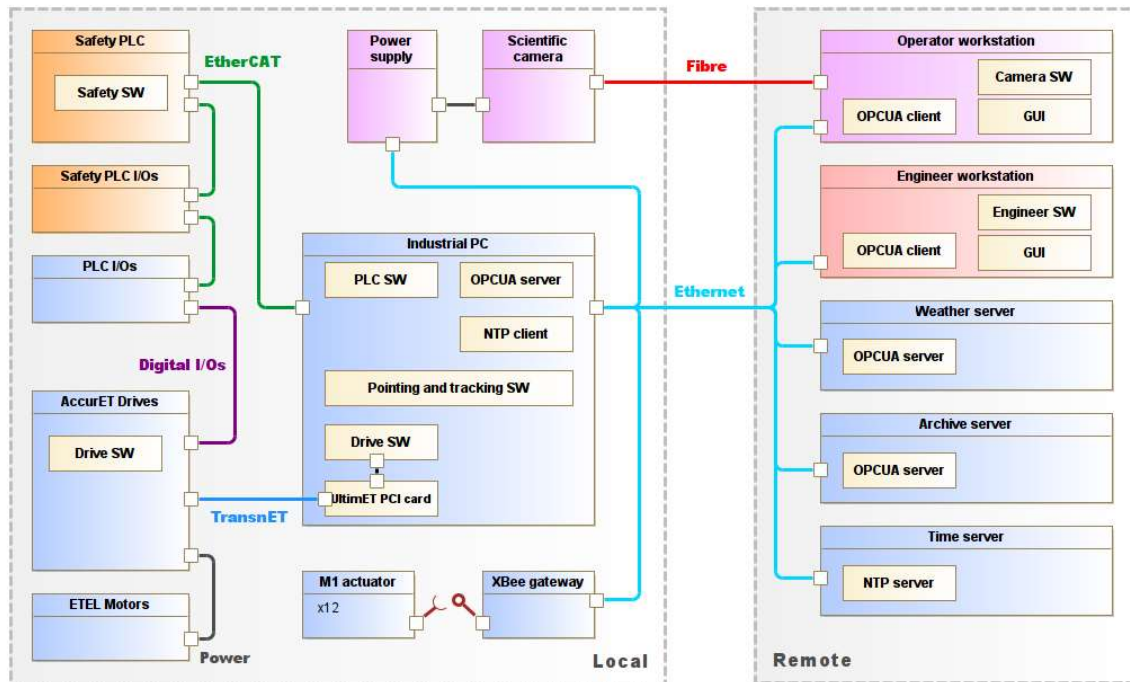 Safety PLC
Safety SW
EtherCAT
Power
supply
Scientific
camera
Fibre
Operator workstation
Camera SW
OPCUA client
GUI
Safety PLC I/Os
Engineer workstation
Engineer SW
OPCUA client
GUI
PLC I/Os
Industrial PC
PLC SW
OPCUA server
NTP client
Ethernet
Weather server
OPCUA server
Digital I/Os
Pointing and tracking SW
AccurET Drives
Drive SW
Drive SW
UltimET PCI card
TransnET
Archive server
OPCUA server
Time server
NTP server
M1 actuator
x12
XBee gateway
ETEL Motors
Power
Local
Remote